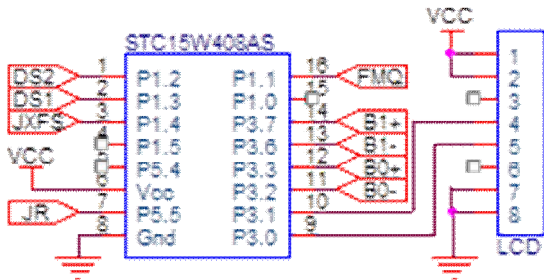 VCC
STC15W408AS
1 16 1
DS2 P1.2 P1.1 FMQ 2
2 15
DS1 P1.3 P1.0 3
3 14
JXFS P1.4 P3.7 B1+ 4
4 13
P1.5 P3.6 B1- 5
5 12
VCC P5.4 P3.3 B0+ 6
6 11
Vcc P3.2 B0- 7
7 10
JR P5.5 P3.1 8
8 9
Gnd P3.0 LCD